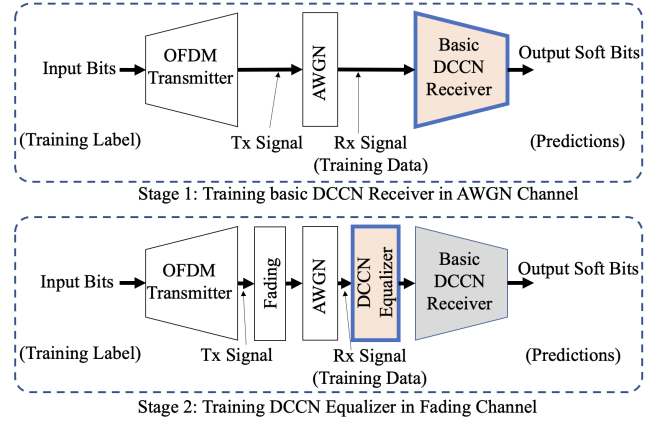 Input Bits
(Training Label)
OFDM
Transmitter
Tx Signal
AWGN
Rx Signal
(Training Data)
Basic
DCCN
Receiver
Output Soft Bits
(Predictions)
Stage 1: Training basic DCCN Receiver in AWGN Channel
Input Bits
(Training Label)
OFDM
Transmitter
Tx Signal
Fading
AWGN
Rx Signal
(Training Data)
DCCN
Equalizer
Basic
DCCN
Receiver
Output Soft Bits
(Predictions)
Stage 2: Training DCCN Equalizer in Fading Channel